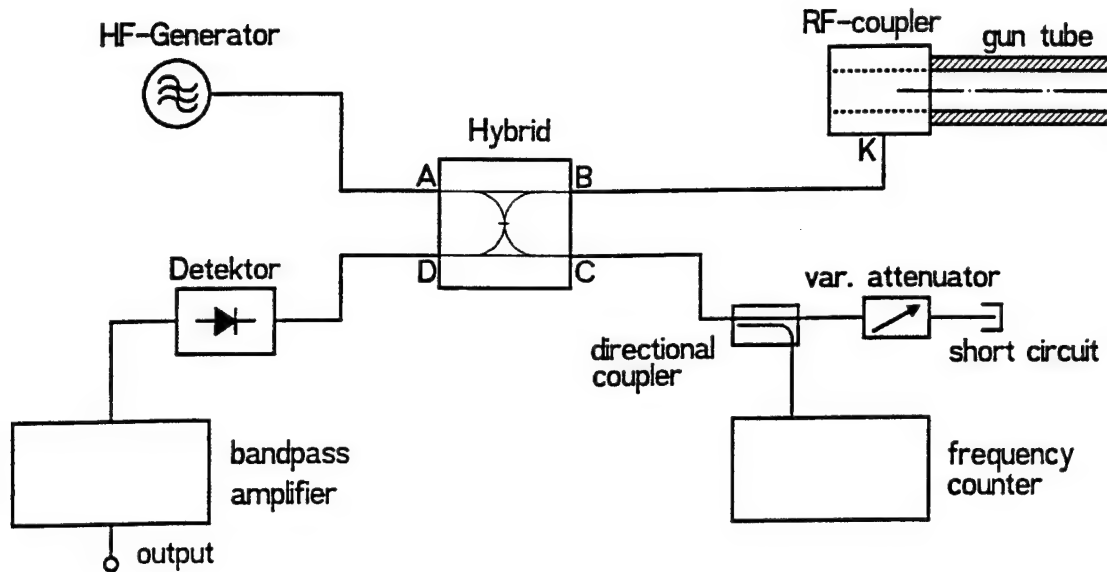 HF-Generator
RF-coupler
gun tube
Hybrid
K
A
B
D
C
Detektor
var. attenuator
directional
coupler
short circuit
bandpass
amplifier
frequency
counter
output